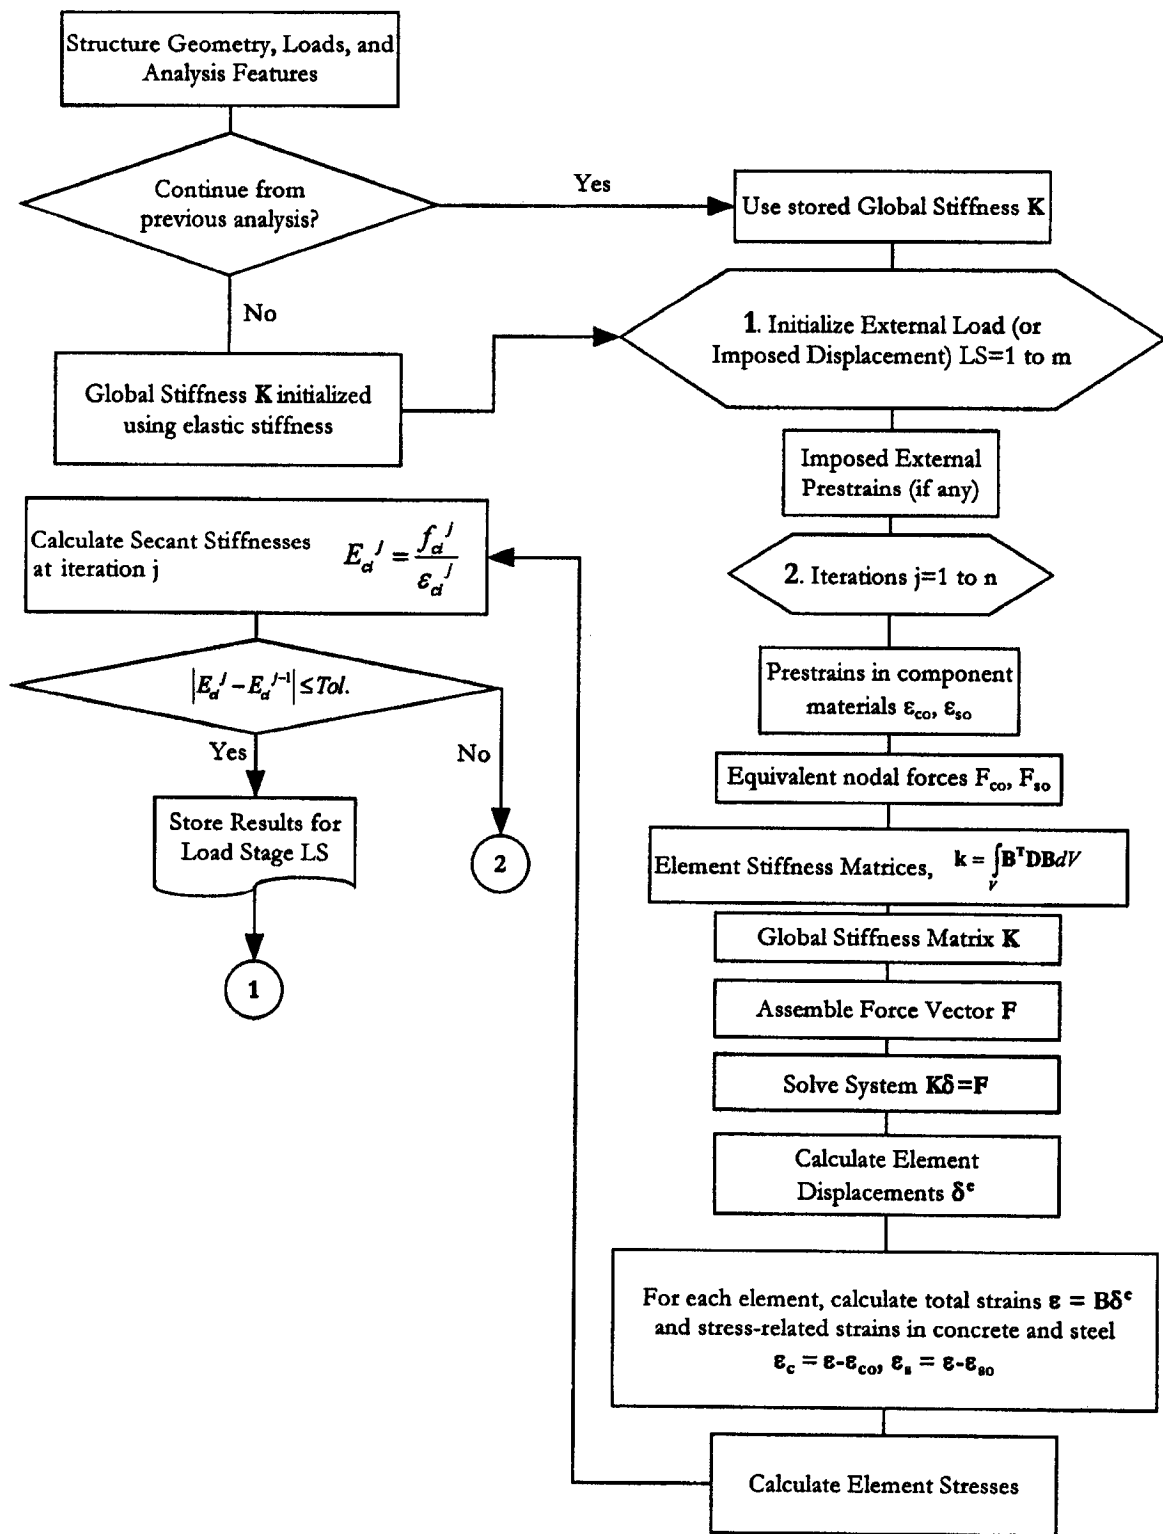 Structure Geometry, Loads, and
Analysis Features
Continue from
previous analysis?
Yes
Use stored Global Stiffness K
No
Global Stiffness K initialized
using elastic stiffness
1. Initialize External Load (or
Imposed Displacement) LS=1 to m
Imposed External
Prestrains (if any)
2. Iterations j=1 to n
Prestrains in component
materials ε_co, ε_so
Equivalent nodal forces F_co, F_so
Element Stiffness Matrices, k = ∫_V B^T DB dV
Global Stiffness Matrix K
Assemble Force Vector F
Solve System Kδ=F
Calculate Element
Displacements δ^e
For each element, calculate total strains ε = Bδ^e
and stress-related strains in concrete and steel
ε_c = ε-ε_co, ε_s = ε-ε_so
Calculate Element Stresses
Calculate Secant Stiffnesses
at iteration j
E_ci^j = f_ci^j / ε_ci^j
|E_ci^j − E_ci^j−1| ≤ Tol.
Yes
No
Store Results for
Load Stage LS
2
1